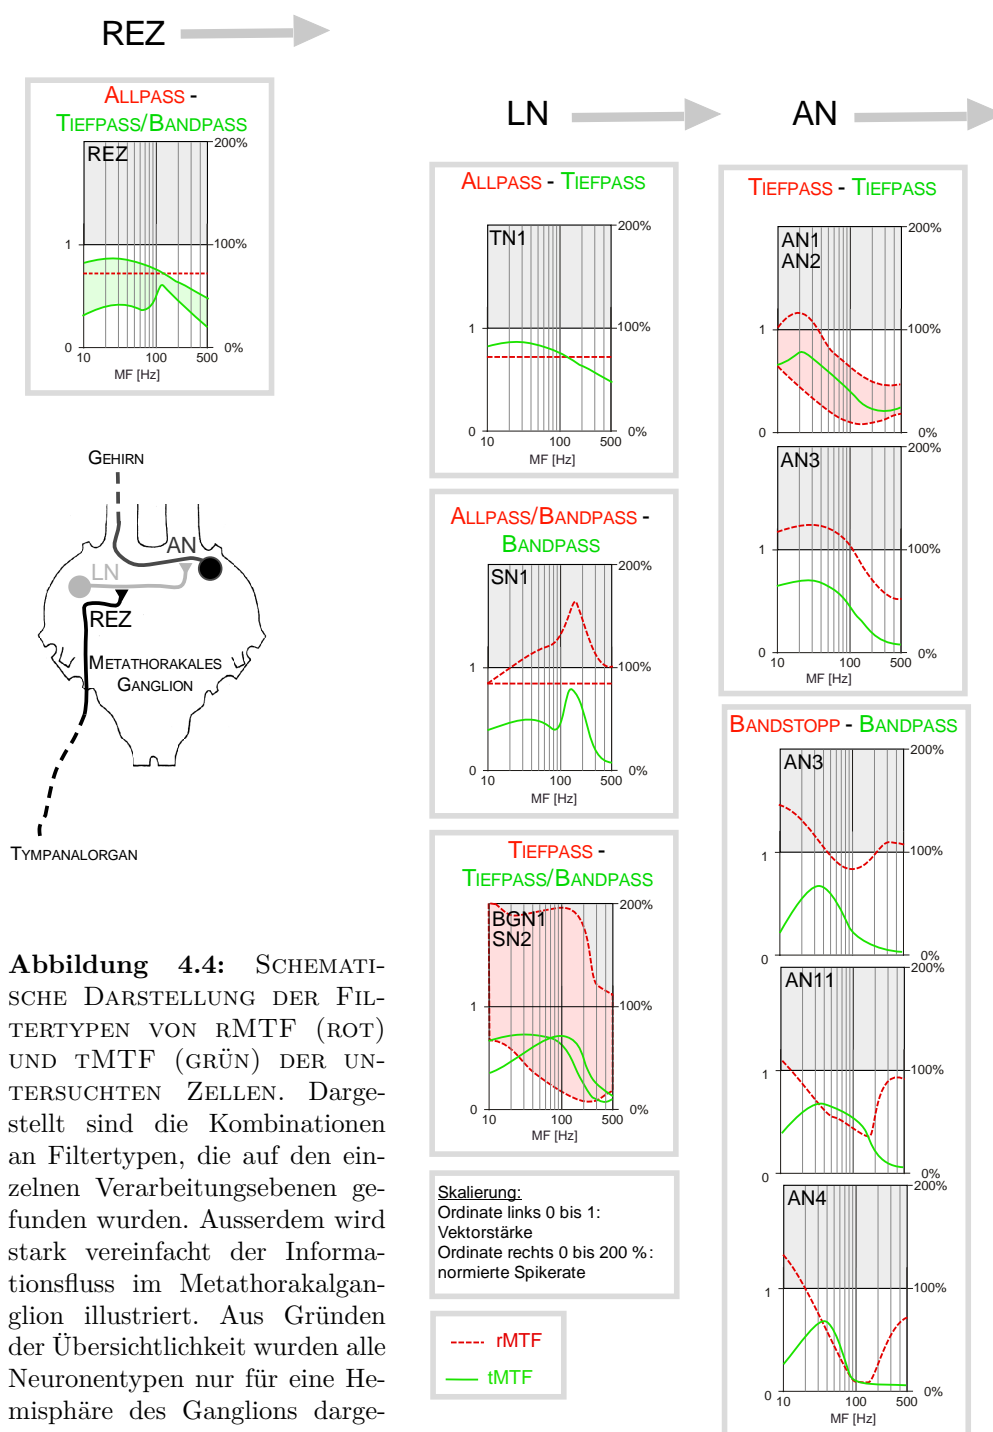 REZ
ALLPASS -
TIEFPASS/BANDPASS
REZ
200%
1
100%
0
0%
10
100
500
MF [Hz]
GEHIRN
AN
LN
REZ
METATHORAKALES
GANGLION
TYMPANALORGAN
Abbildung 4.4: SCHEMATI-
SCHE DARSTELLUNG DER FIL-
TERTYPEN VON RMTF (ROT)
UND TMTF (GRÜN) DER UN-
TERSUCHTEN ZELLEN. Darge-
stellt sind die Kombinationen
an Filtertypen, die auf den ein-
zelnen Verarbeitungsebenen ge-
funden wurden. Ausserdem wird
stark vereinfacht der Informa-
tionsfluss im Metathorakalgan-
glion illustriert. Aus Gründen
der Übersichtlichkeit wurden alle
Neuronentypen nur für eine He-
misphäre des Ganglions darge-
LN
ALLPASS - TIEFPASS
TN1
200%
1
100%
0
0%
10
100
500
MF [Hz]
ALLPASS/BANDPASS -
BANDPASS
SN1
200%
1
100%
0
0%
10
100
500
MF [Hz]
TIEFPASS -
TIEFPASS/BANDPASS
BGN1
SN2
200%
1
100%
0
0%
10
100
500
MF [Hz]
Skalierung:
Ordinate links 0 bis 1:
Vektorstärke
Ordinate rechts 0 bis 200 %:
normierte Spikerate
rMTF
tMTF
AN
TIEFPASS - TIEFPASS
AN1
AN2
200%
1
100%
0
0%
AN3
200%
1
100%
0
0%
10
100
500
MF [Hz]
BANDSTOPP - BANDPASS
AN3
200%
1
100%
0
0%
AN11
200%
1
100%
0
0%
AN4
200%
1
100%
0
0%
10
100
500
MF [Hz]